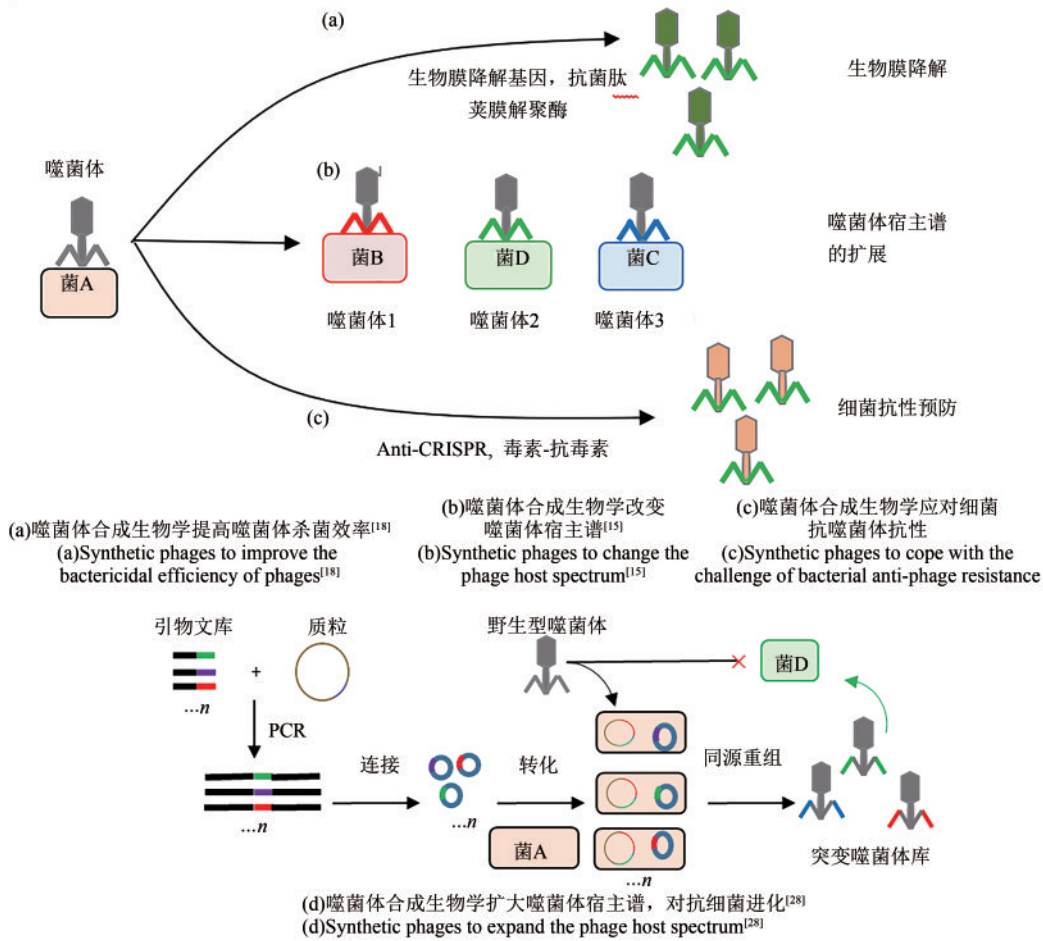 (a)
生物膜降解基因，抗菌肽
荚膜解聚酶
生物膜降解
噬菌体
菌A
(b)
菌B
菌D
菌C
噬菌体宿主谱
的扩展
噬菌体1
噬菌体2
噬菌体3
(c)
Anti-CRISPR, 毒素-抗毒素
细菌抗性预防
(a)噬菌体合成生物学提高噬菌体杀菌效率[18]
(a)Synthetic phages to improve the
bactericidal efficiency of phages[18]
(b)噬菌体合成生物学改变
噬菌体宿主谱[15]
(b)Synthetic phages to change the
phage host spectrum[15]
(c)噬菌体合成生物学应对细菌
抗噬菌体抗性
(c)Synthetic phages to cope with the
challenge of bacterial anti-phage resistance
引物文库
质粒
+
...n
PCR
...n
连接
...n
转化
菌A
野生型噬菌体
...n
同源重组
菌D
突变噬菌体库
(d)噬菌体合成生物学扩大噬菌体宿主谱，对抗细菌进化[28]
(d)Synthetic phages to expand the phage host spectrum[28]